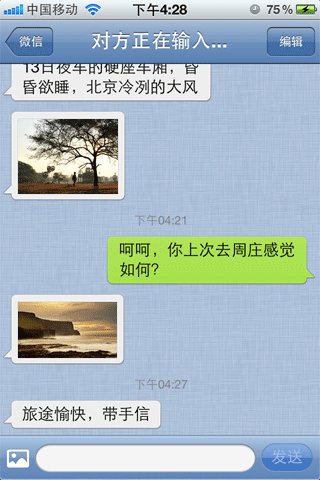 中国移动 下午4:28 75%
微信 对方正在输入... 编辑
13日夜车的硬座车厢，昏
昏欲睡，北京冷冽的大风
下午04:21
呵呵，你上次去周庄感觉
如何？
下午04:27
旅途愉快，带手信
发送